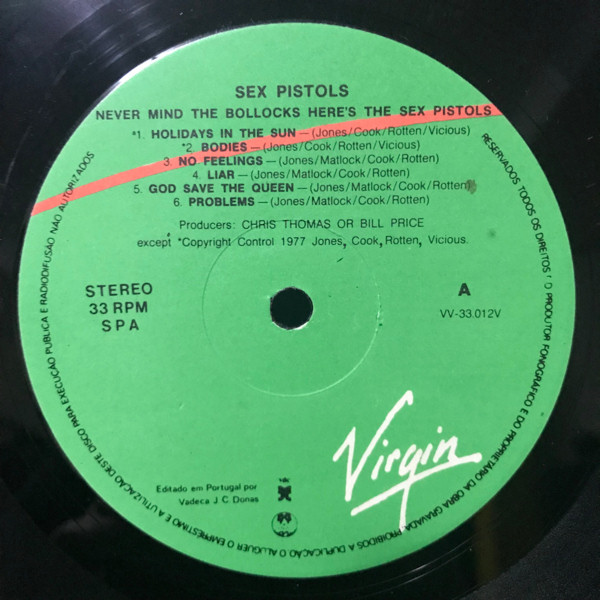 SEX PISTOLS
NEVER MIND THE BOLLOCKS HERE'S THE SEX PISTOLS
*1. HOLIDAYS IN THE SUN — (Jones/Cook/Rotten/Vicious)
*2. BODIES — (Jones/Cook/Rotten/Vicious)
3. NO FEELINGS — (Jones/Matlock/Cook/Rotten)
4. LIAR — (Jones/Matlock/Cook/Rotten)
5. GOD SAVE THE QUEEN — (Jones/Matlock/Cook/Rotten)
6. PROBLEMS — (Jones/Matlock/Cook/Rotten)
Producers: CHRIS THOMAS OR BILL PRICE
except *Copyright Control 1977 Jones, Cook, Rotten, Vicious.
STEREO
33 RPM
SPA
A
VV-33.012V
Virgin
Editado em Portugal por
Vadeca J. C. Donas
RESERVADOS TODOS OS DIREITOS DO PRODUTOR FONOGRÁFICO E DO PROPRIETÁRIO DA OBRA GRAVADA PROIBIDOS A DUPLICAÇÃO O ALUGUER O EMPRÉSTIMO E A UTILIZAÇÃO DESTE DISCO PARA EXECUÇÃO PÚBLICA E RADIODIFUSÃO NÃO AUTORIZADOS